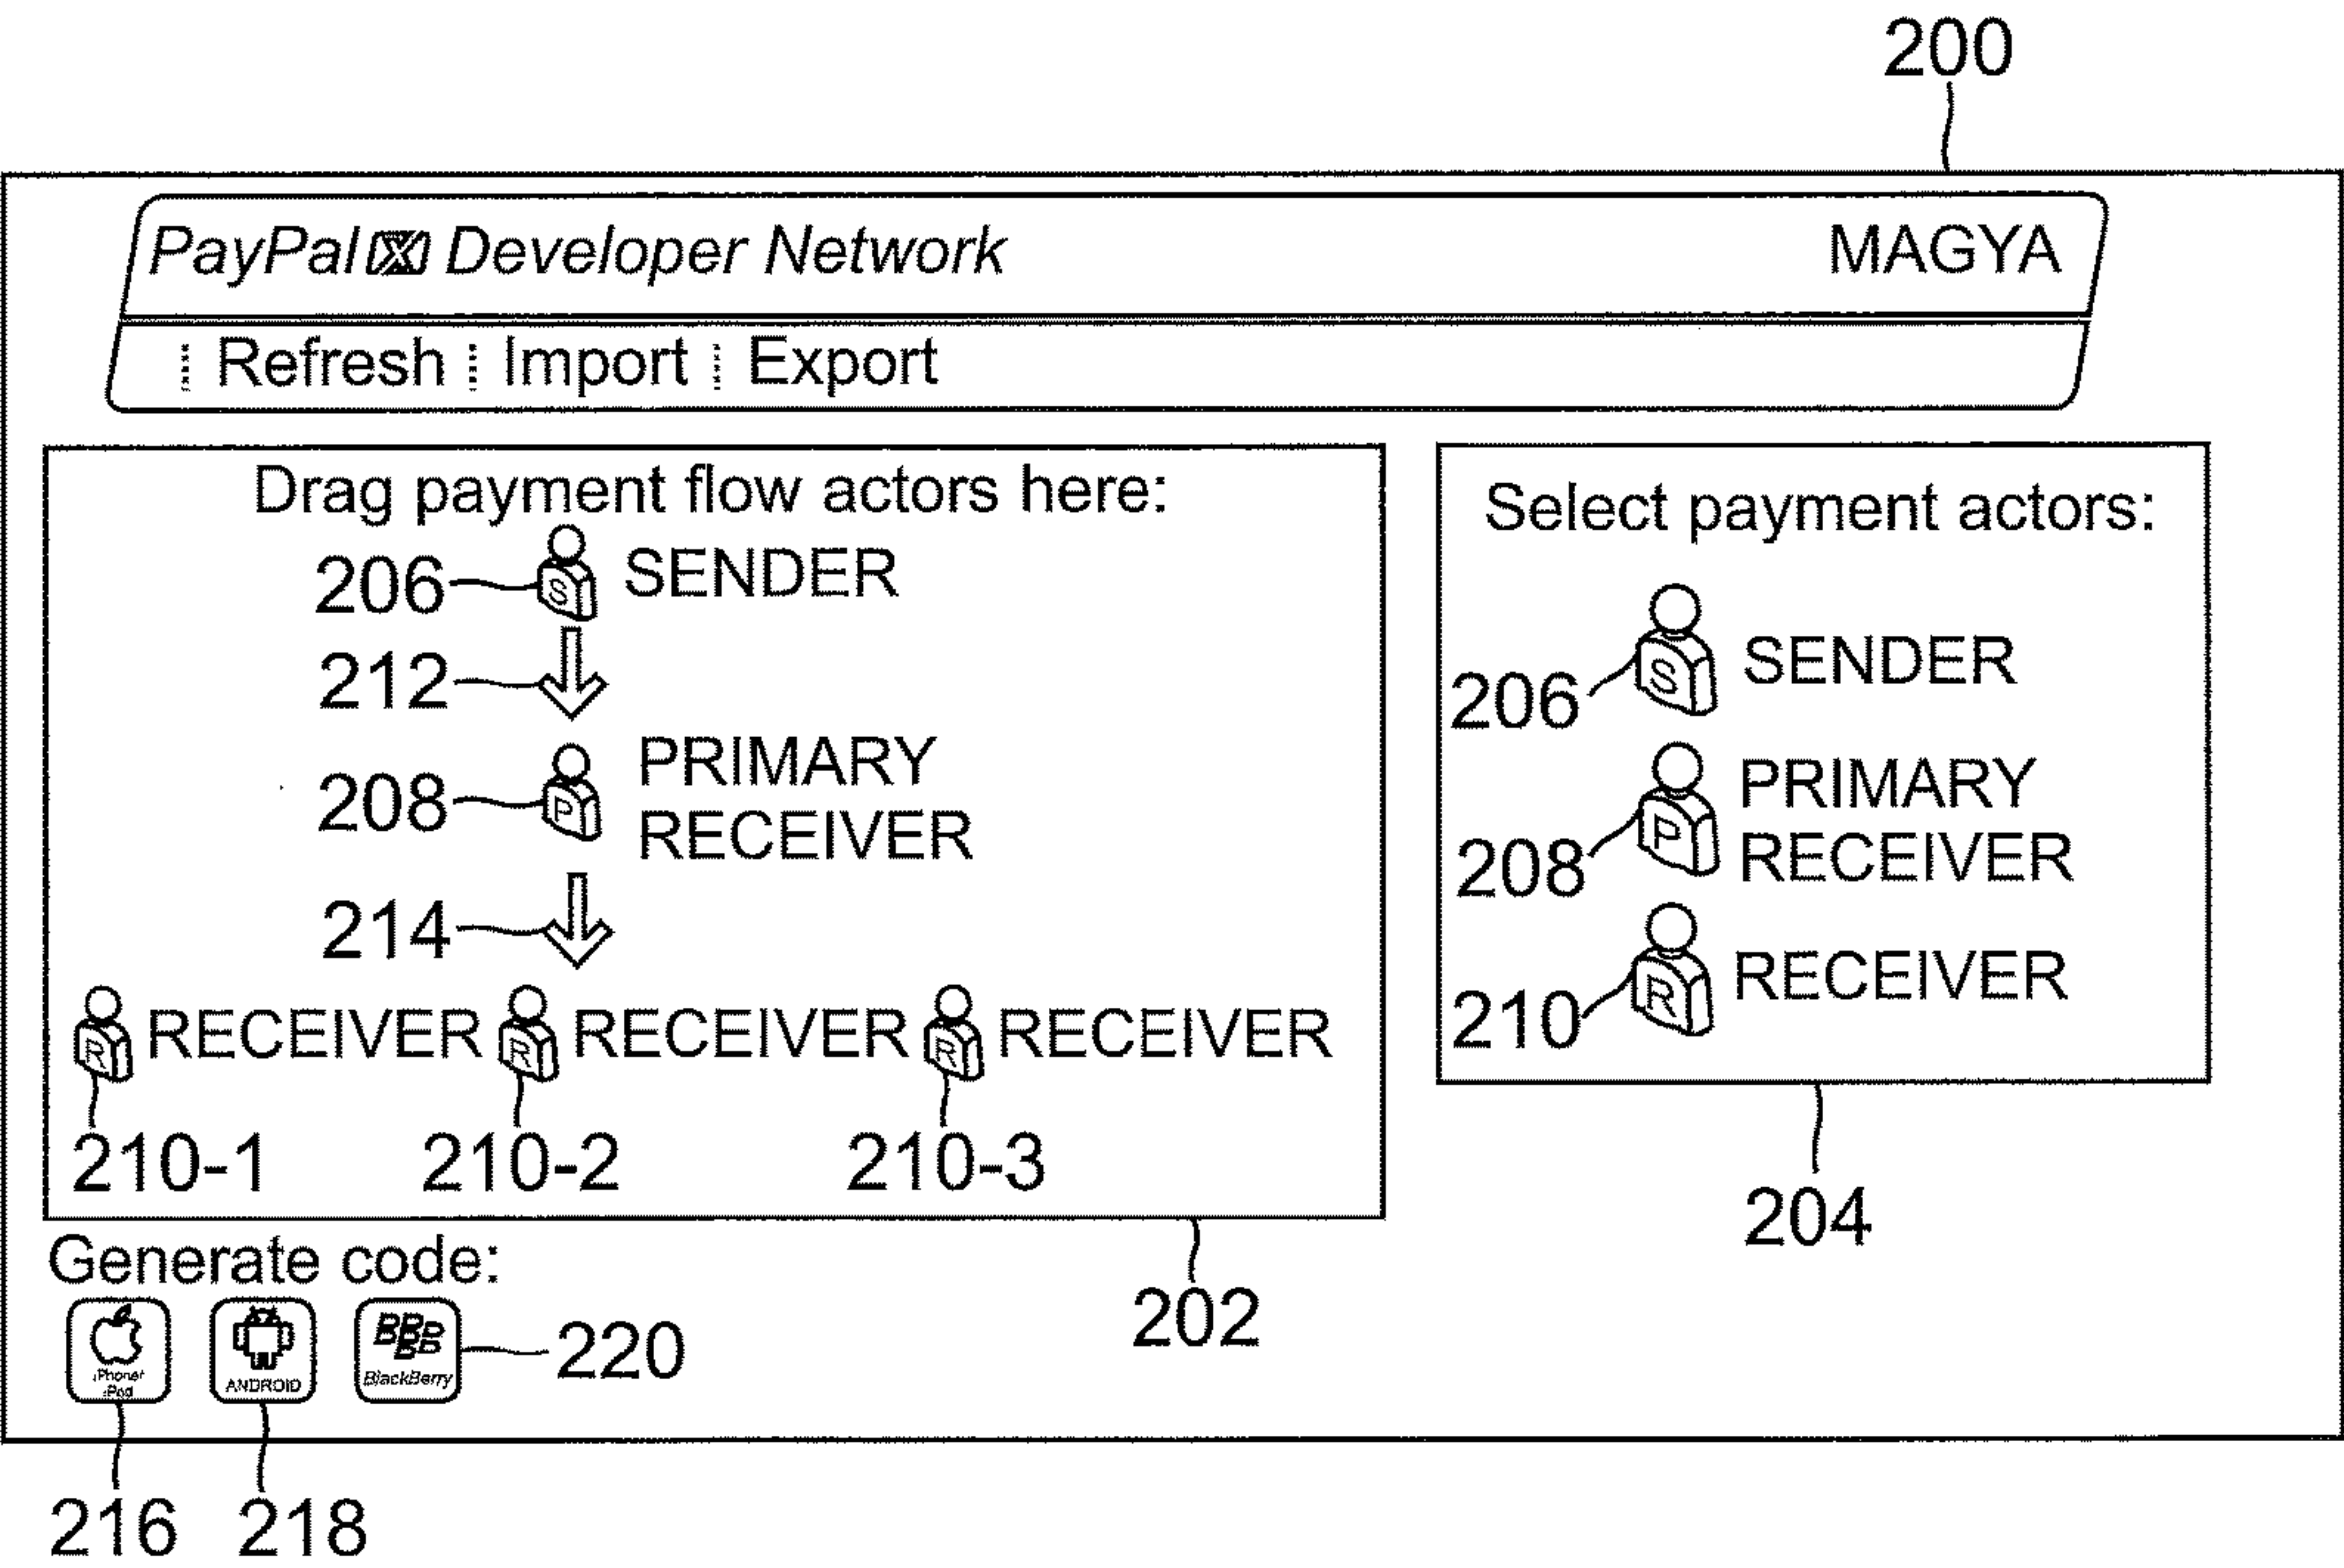 200
PayPal X Developer Network
MAGYA
Refresh Import Export
Drag payment flow actors here:
206
S
SENDER
212
208
P
PRIMARY
RECEIVER
214
R RECEIVER R RECEIVER R RECEIVER
210-1 210-2 210-3
202
Select payment actors:
S
SENDER
206
P
PRIMARY
RECEIVER
208
R
RECEIVER
210
204
Generate code:
iPhone/
iPod
ANDROID
BlackBerry
220
216 218